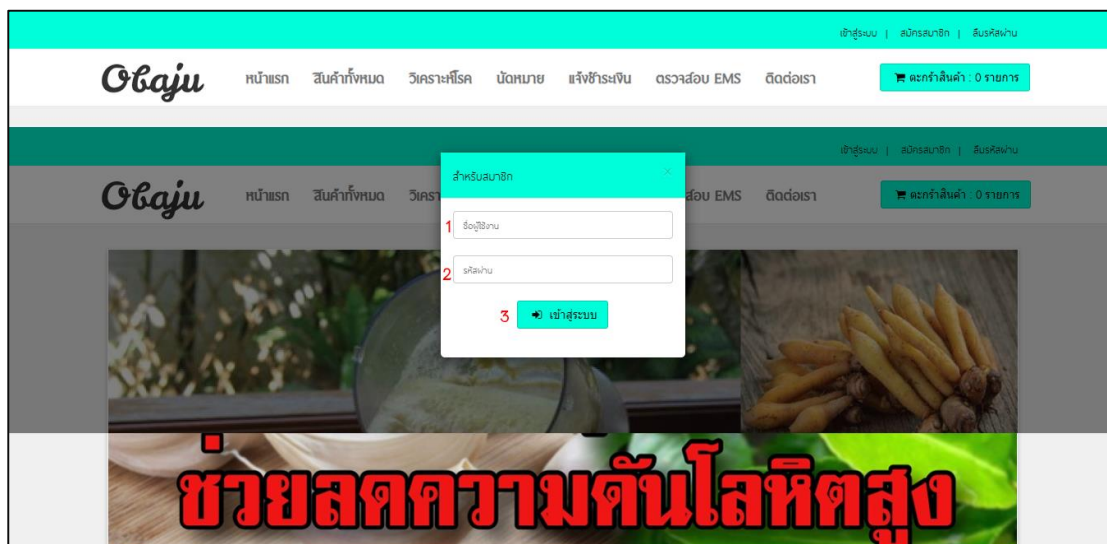 เข้าสู่ระบบ | สมัครสมาชิก | ลืมรหัสผ่าน
Obaju หน้าแรก สินค้าทั้งหมด วิเคราะห์โรค นัดหมาย แจ้งชำระเงิน ตรวจสอบ EMS ติดต่อเรา ตะกร้าสินค้า : 0 รายการ
เข้าสู่ระบบ | สมัครสมาชิก | ลืมรหัสผ่าน
Obaju หน้าแรก สินค้าทั้งหมด วิเครา สอบ EMS ติดต่อเรา ตะกร้าสินค้า : 0 รายการ
สำหรับสมาชิก ×
1 ชื่อผู้ใช้งาน
2 รหัสผ่าน
3 เข้าสู่ระบบ
ช่วยลดความดันโลหิตสูง